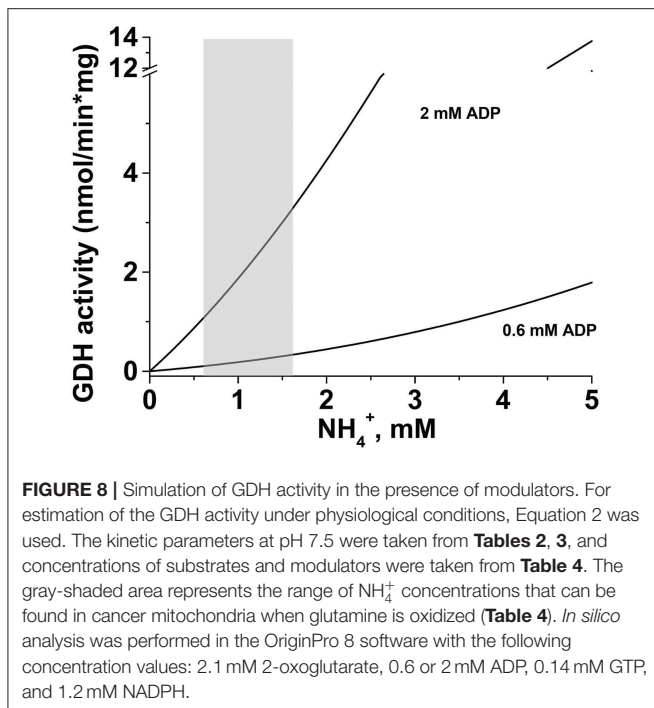 14
12
12
4
2
0
GDH activity (nmol/min*mg)
2 mM ADP
0.6 mM ADP
0 1 2 3 4 5
NH₄⁺, mM
FIGURE 8 | Simulation of GDH activity in the presence of modulators. For
estimation of the GDH activity under physiological conditions, Equation 2 was
used. The kinetic parameters at pH 7.5 were taken from Tables 2, 3, and
concentrations of substrates and modulators were taken from Table 4. The
gray-shaded area represents the range of NH₄⁺ concentrations that can be
found in cancer mitochondria when glutamine is oxidized (Table 4). In silico
analysis was performed in the OriginPro 8 software with the following
concentration values: 2.1 mM 2-oxoglutarate, 0.6 or 2 mM ADP, 0.14 mM GTP,
and 1.2 mM NADPH.